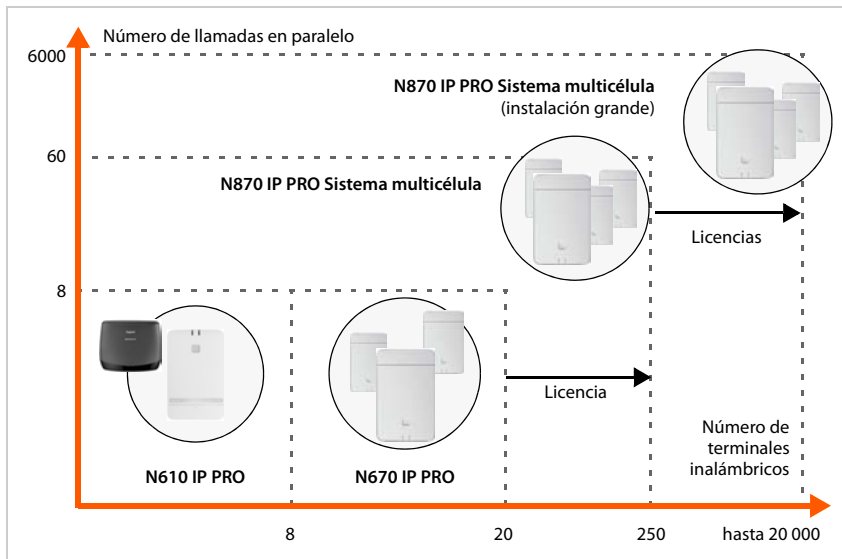 Número de llamadas en paralelo
6000
N870 IP PRO Sistema multicélula
(instalación grande)
60
N870 IP PRO Sistema multicélula
Licencias
8
Licencia
Número de
terminales
inalámbricos
N610 IP PRO
N670 IP PRO
8
20
250
hasta 20 000